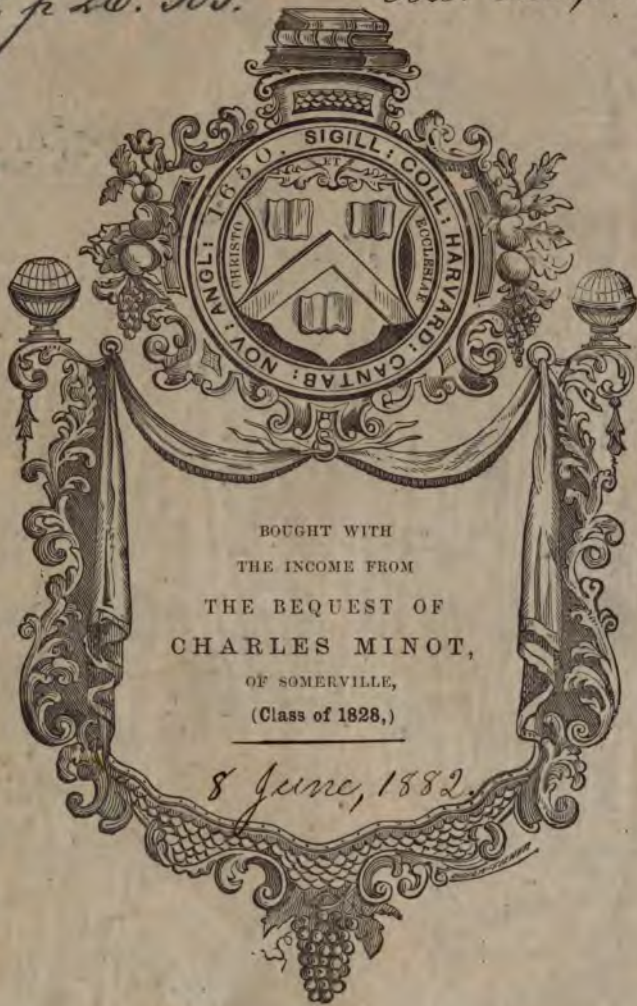 p 26.
SIGILL: COLL: HARVARD: CANTAB: NOV: ANGL: 1650.
ET
CHRISTO
ECCLESIAE
BOUGHT WITH
THE INCOME FROM
THE BEQUEST OF
CHARLES MINOT,
OF SOMERVILLE,
(Class of 1828,)
8 June, 1882.